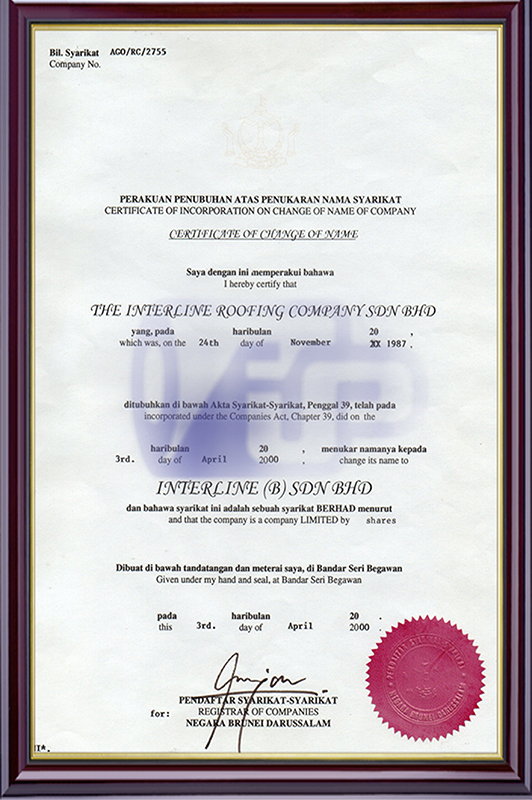 Bil. Syarikat AGO/RC/2755
Company No.
PERAKUAN PENUBUHAN ATAS PENUKARAN NAMA SYARIKAT
CERTIFICATE OF INCORPORATION ON CHANGE OF NAME OF COMPANY
CERTIFICATE OF CHANGE OF NAME
Saya dengan ini memperakui bahawa
I hereby certify that
THE INTERLINE ROOFING COMPANY SDN BHD
yang, pada haribulan 20 ,
which was, on the 24th day of November XX 1987 .
ditubuhkan di bawah Akta Syarikat-Syarikat, Penggal 39, telah pada
incorporated under the Companies Act, Chapter 39, did on the
haribulan 20 , menukar namanya kepada
3rd. day of April 2000 change its name to
INTERLINE (B) SDN BHD
dan bahawa syarikat ini adalah sebuah syarikat BERHAD menurut
and that the company is a company LIMITED by shares
Dibuat di bawah tandatangan dan meterai saya, di Bandar Seri Begawan
Given under my hand and seal, at Bandar Seri Begawan
pada haribulan 20 .
this 3rd. day of April 2000
PENDAFTAR SYARIKAT-SYARIKAT
for: REGISTRAR OF COMPANIES
NEGARA BRUNEI DARUSSALAM